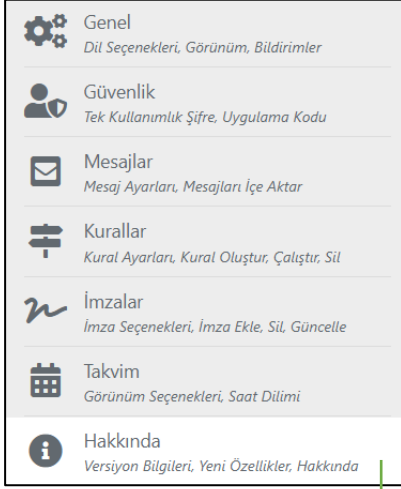 Genel
Dil Seçenekleri, Görünüm, Bildirimler
Güvenlik
Tek Kullanımlık Şifre, Uygulama Kodu
Mesajlar
Mesaj Ayarları, Mesajları İçe Aktar
Kurallar
Kural Ayarları, Kural Oluştur, Çalıştır, Sil
İmzalar
İmza Seçenekleri, İmza Ekle, Sil, Güncelle
Takvim
Görünüm Seçenekleri, Saat Dilimi
Hakkında
Versiyon Bilgileri, Yeni Özellikler, Hakkında